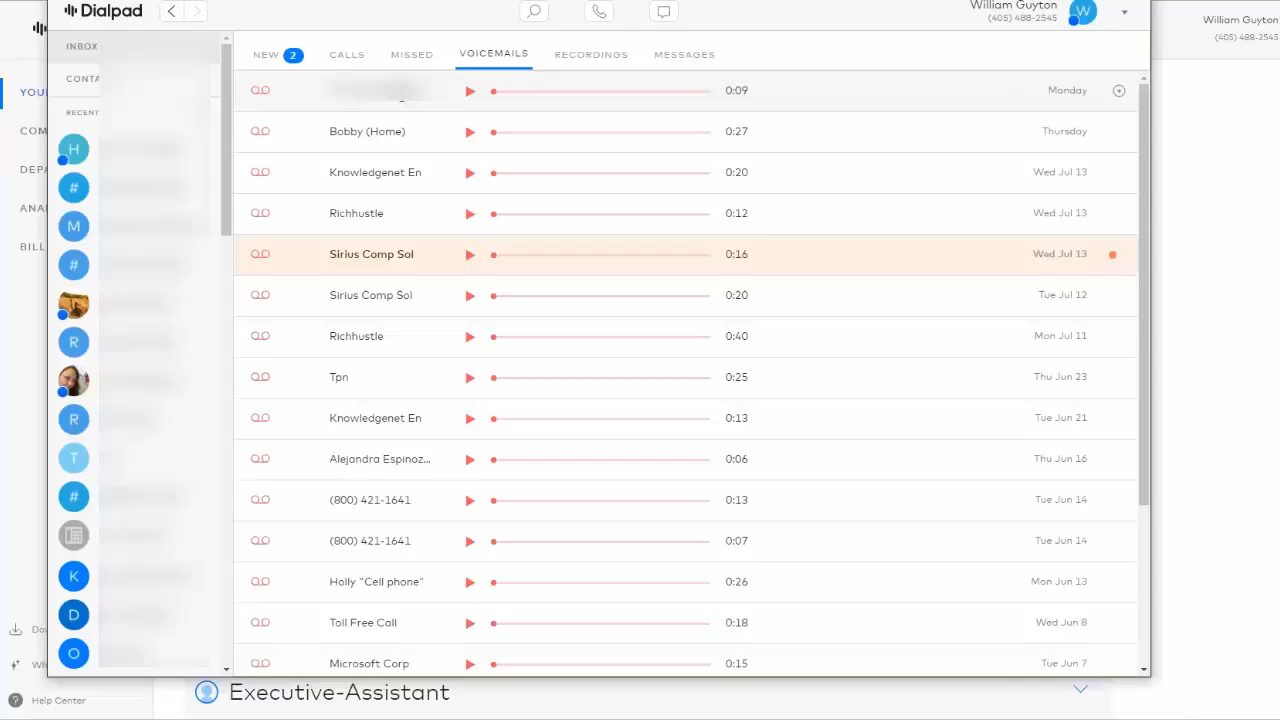 Dialpad
William Guyton
(405) 488-2545
W
William Guyton
(405) 488-2545
INBOX
CONTA
RECENT
NEW 2 CALLS MISSED VOICEMAILS RECORDINGS MESSAGES
YOU
COM
DEPA
ANA
BILL
H
#
M
#
R
R
T
#
K
D
O
0:09 Monday
Bobby (Home) 0:27 Thursday
Knowledgenet En 0:20 Wed Jul 13
Richhustle 0:12 Wed Jul 13
Sirius Comp Sol 0:16 Wed Jul 13
Sirius Comp Sol 0:20 Tue Jul 12
Richhustle 0:40 Mon Jul 11
Tpn 0:25 Thu Jun 23
Knowledgenet En 0:13 Tue Jun 21
Alejandra Espinoz... 0:06 Thu Jun 16
(800) 421-1641 0:13 Tue Jun 14
(800) 421-1641 0:07 Tue Jun 14
Holly "Cell phone" 0:26 Mon Jun 13
Toll Free Call 0:18 Wed Jun 8
Microsoft Corp 0:15 Tue Jun 7
Do
Wh
Help Center
Executive-Assistant